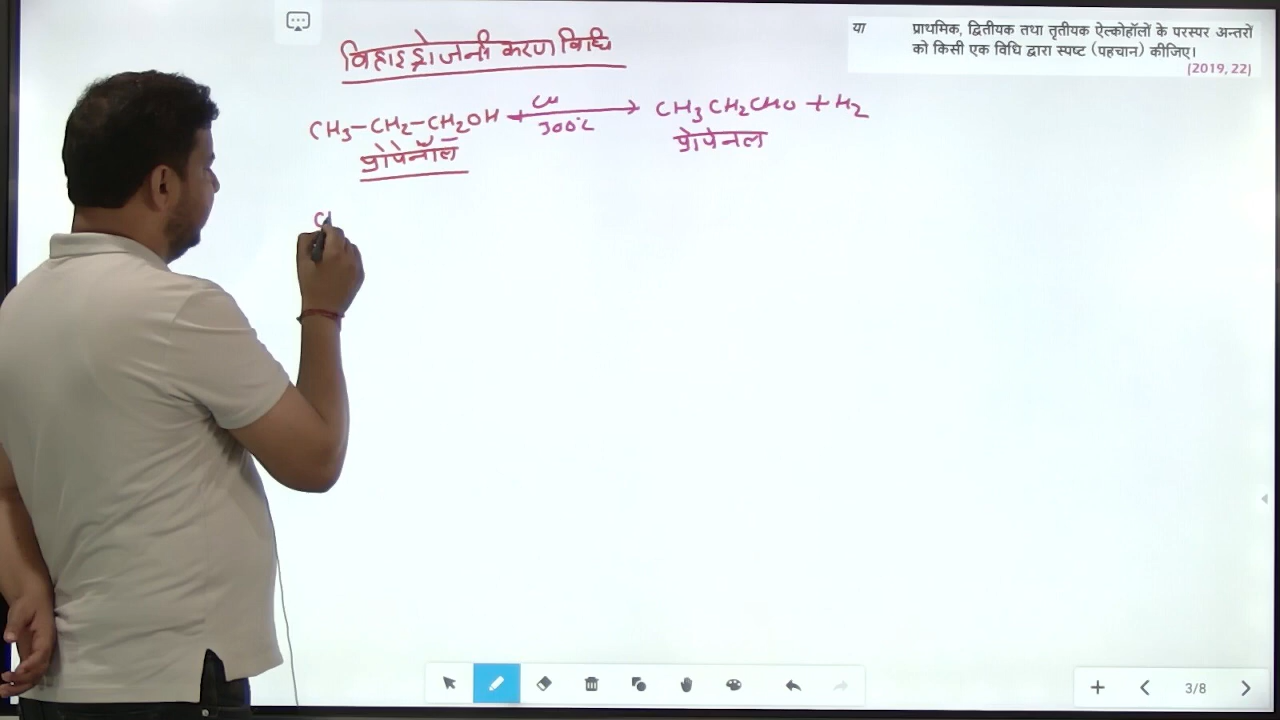 या प्राथमिक, द्वितीयक तथा तृतीयक ऐल्कोहॉलों के परस्पर अन्तरों
को किसी एक विधि द्वारा स्पष्ट (पहचान) कीजिए।
(2019, 22)
विहाइड्रोजनीकरण विधि
CH₃–CH₂–CH₂OH + Cu 300°C → CH₃CH₂CHO + H₂
प्रोपेनॉल प्रोपेनल
C
3/8